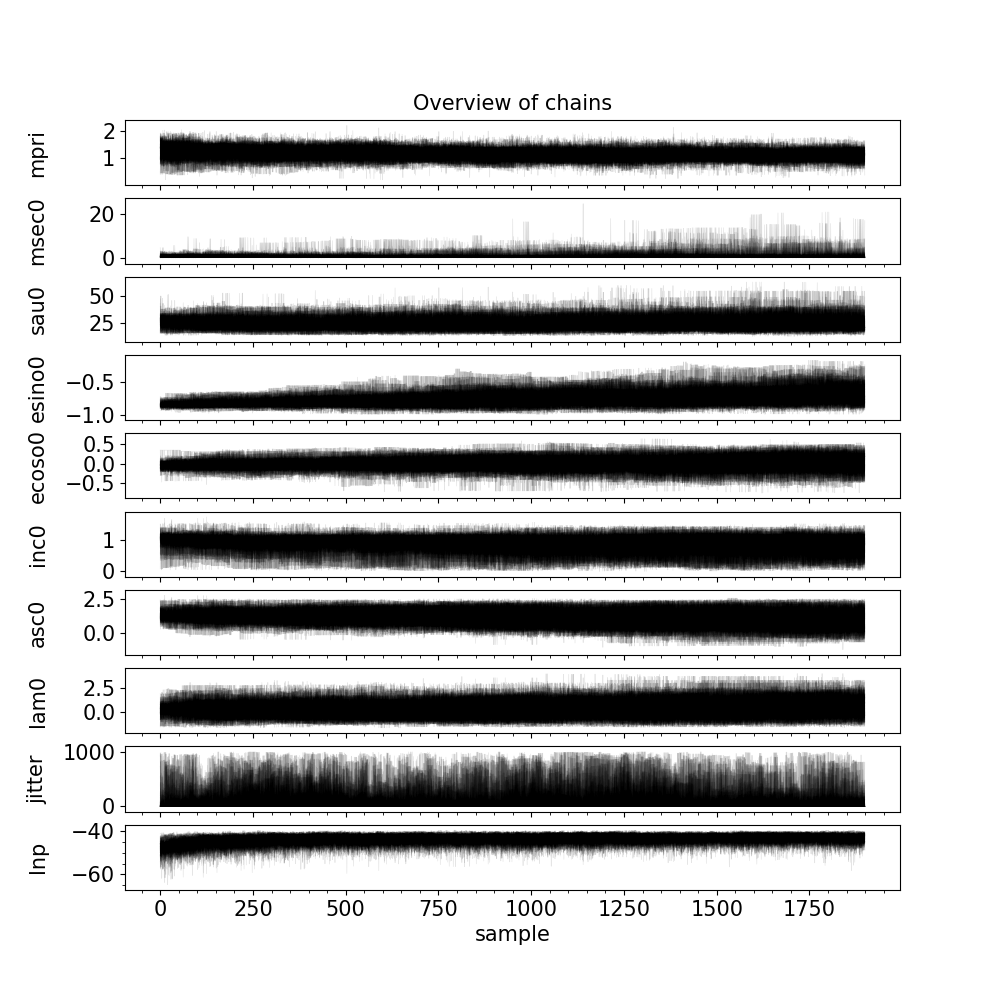 Overview of chains
mpri
2
1
msec0
20
0
sau0
50
25
esino0
−0.5
−1.0
ecoso0
0.5
0.0
−0.5
inc0
1
0
asc0
2.5
0.0
lam0
2.5
0.0
jitter
1000
0
lnp
−40
−60
0 250 500 750 1000 1250 1500 1750
sample